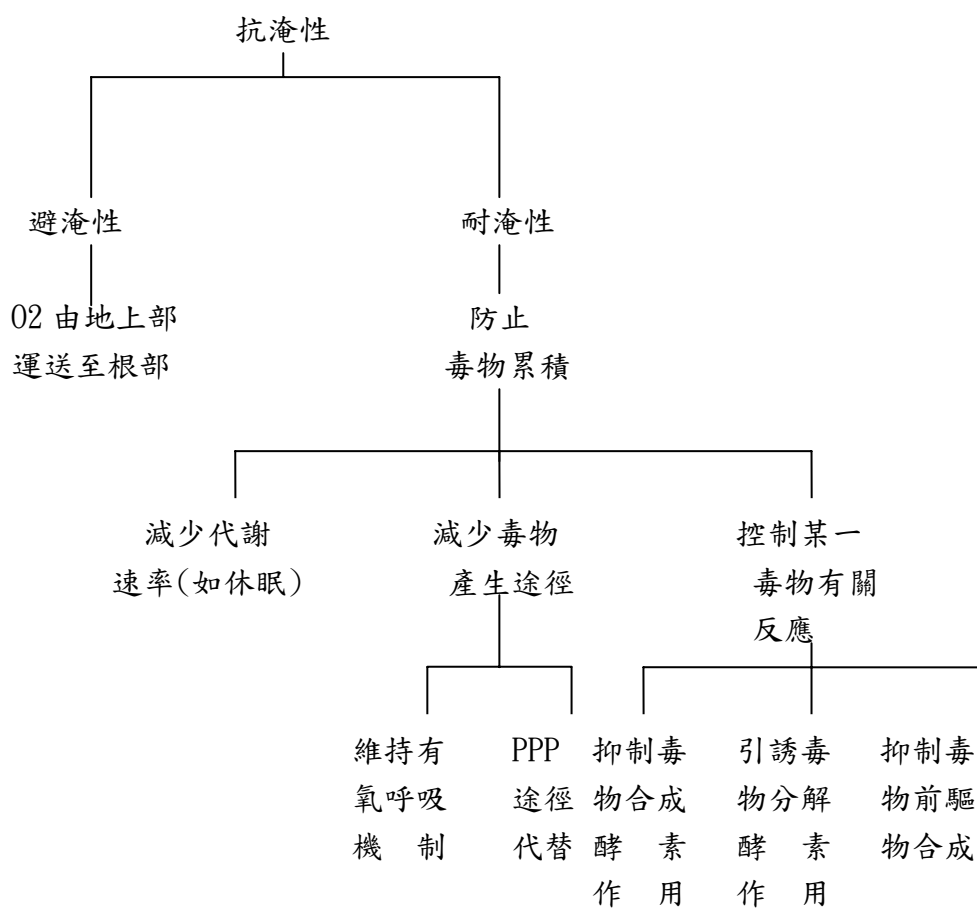 抗淹性
避淹性
耐淹性
O2 由地上部
運送至根部
防止
毒物累積
減少代謝
速率(如休眠)
減少毒物
產生途徑
控制某一
毒物有關
反應
維持有
氧呼吸
機 制
PPP
途徑
代替
抑制毒
物合成
酵 素
作 用
引誘毒
物分解
酵 素
作 用
抑制毒
物前驅
物合成